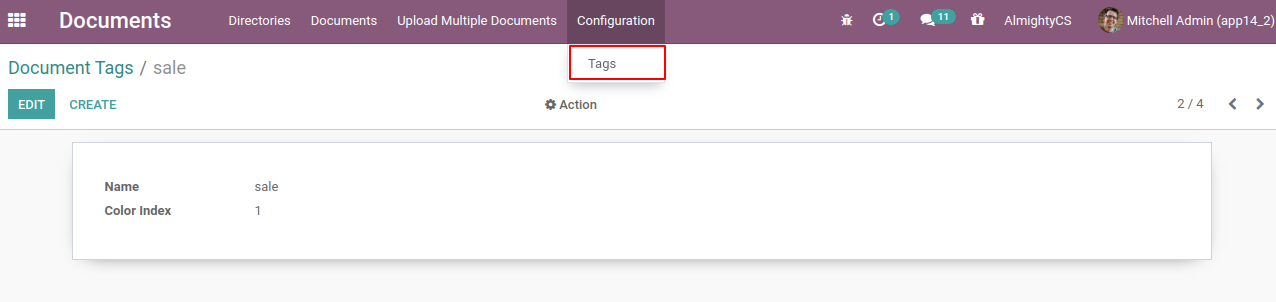 Documents Directories Documents Upload Multiple Documents Configuration 1 11 AlmightyCS Mitchell Admin (app14_2)
Tags
Document Tags / sale
EDIT CREATE Action 2 / 4
Name sale
Color Index 1